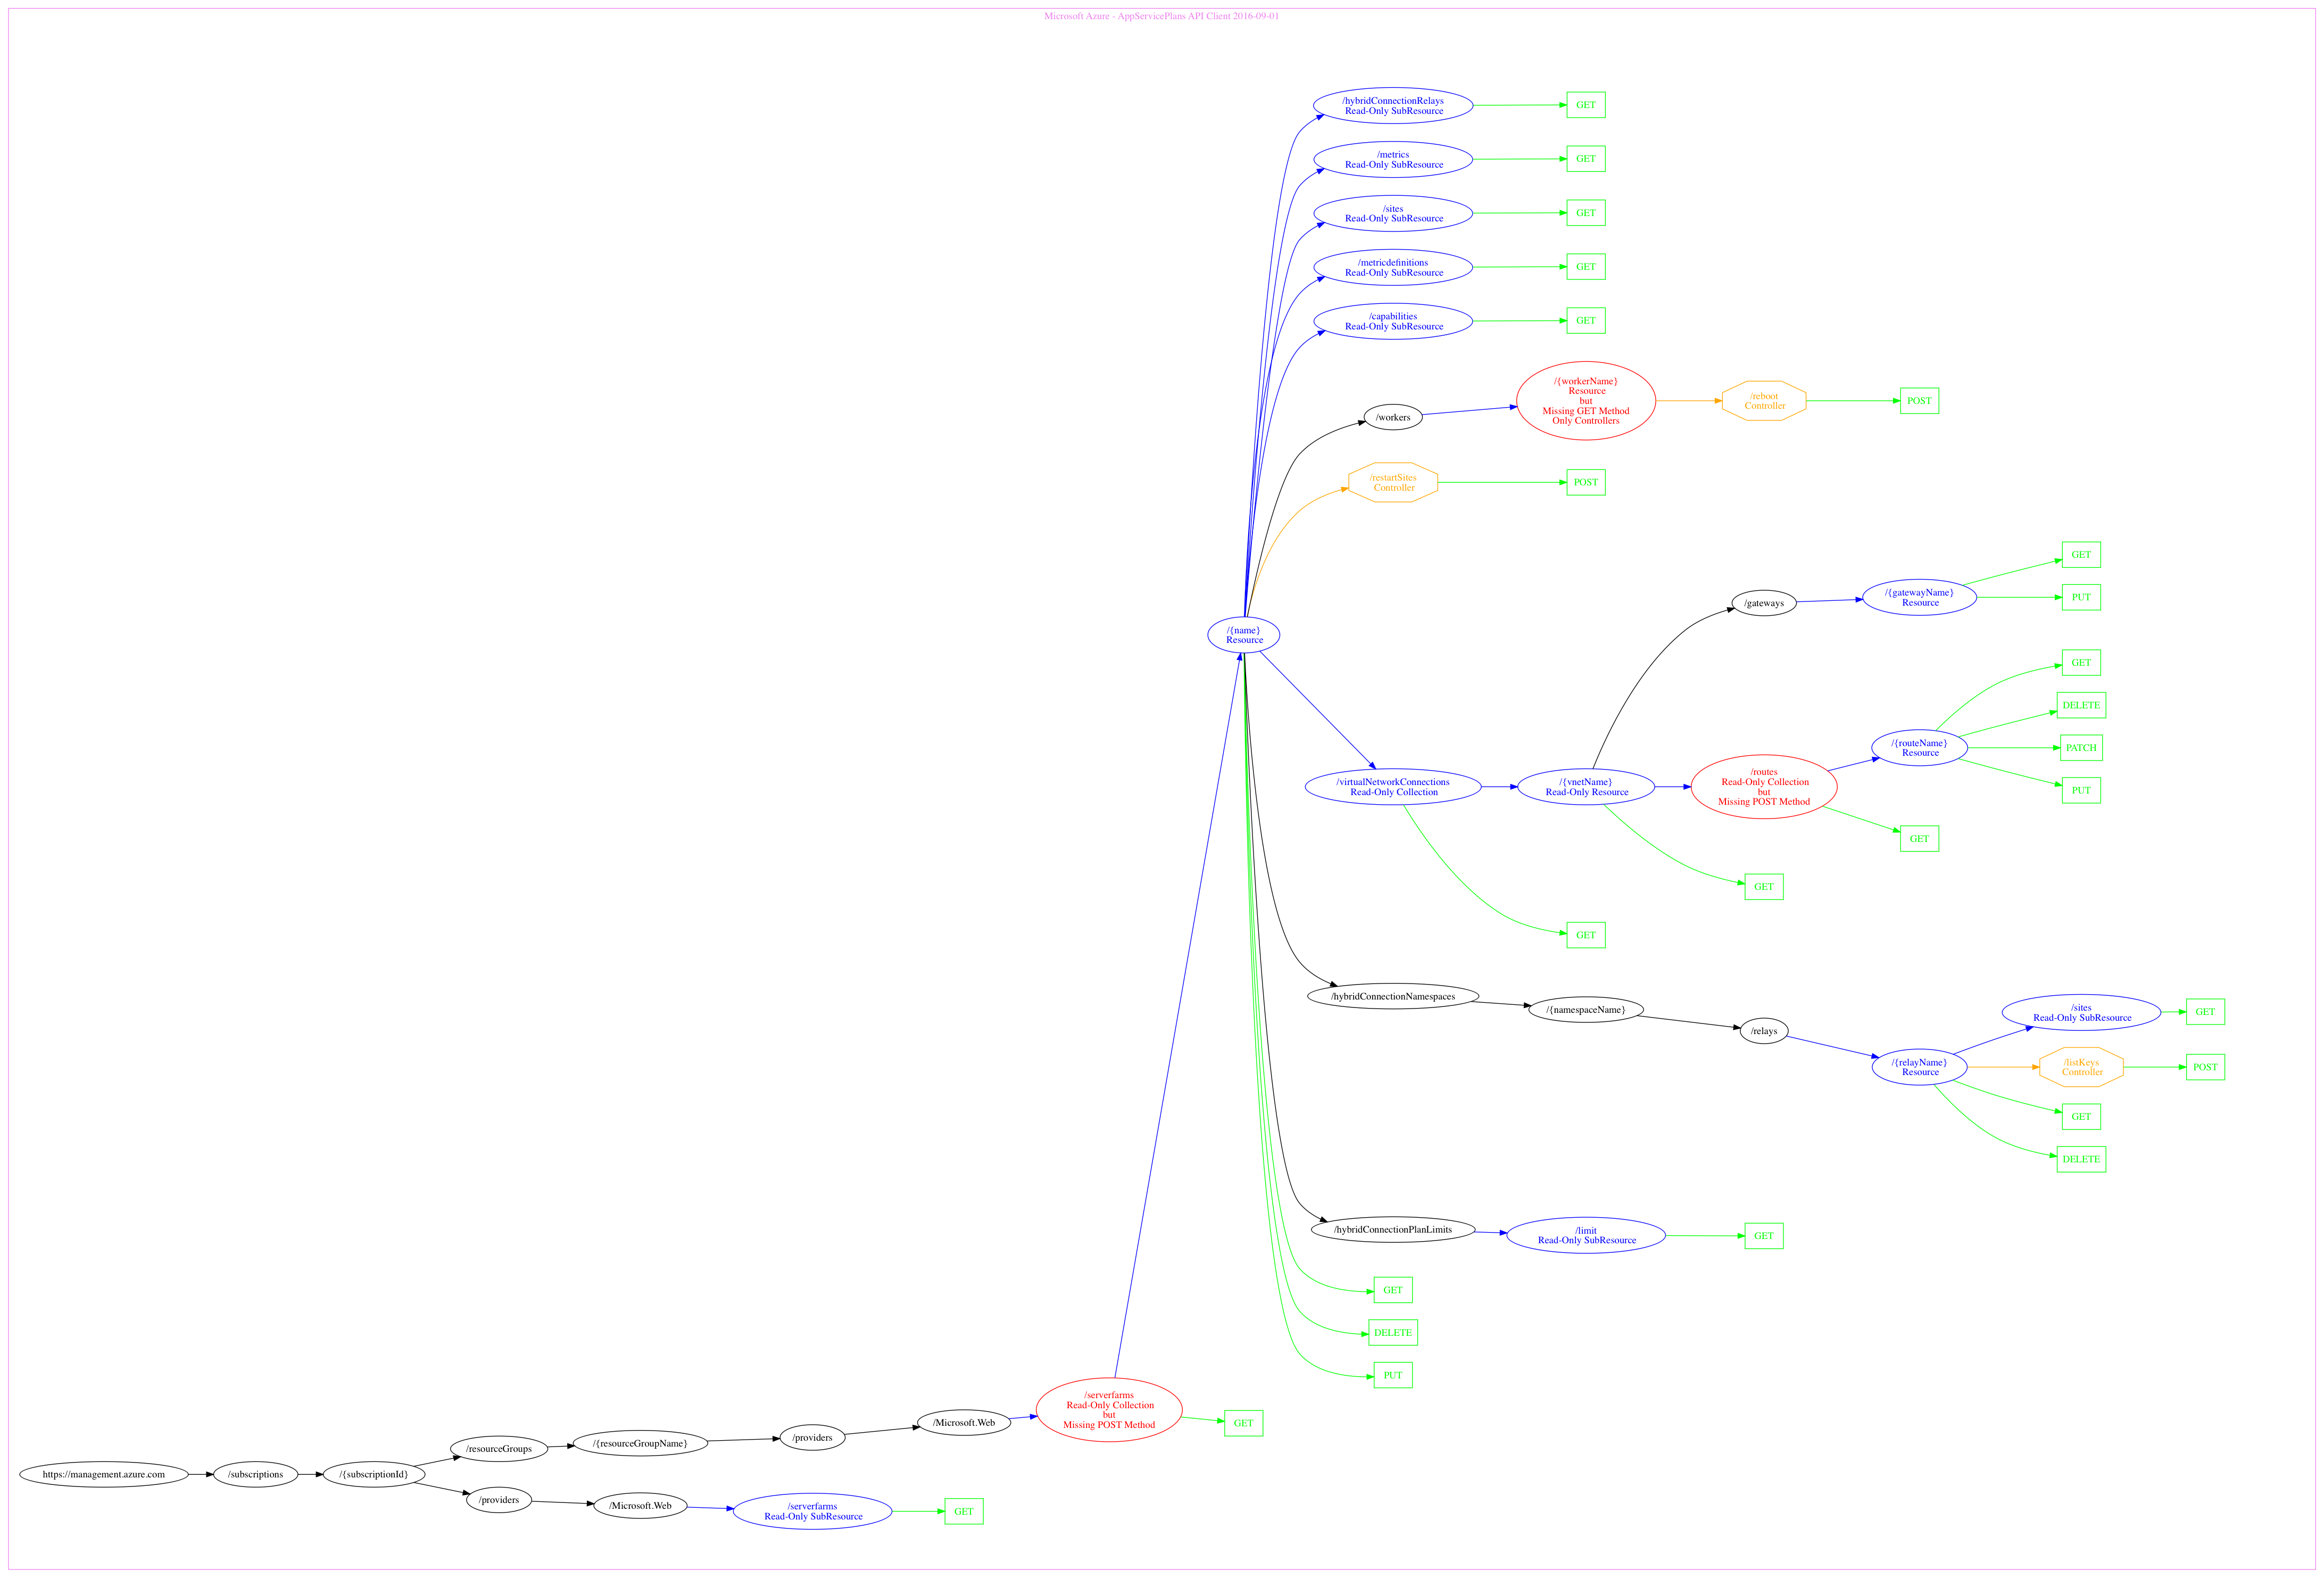 Microsoft Azure - AppServicePlans API Client 2016-09-01
/hybridConnectionRelays
Read-Only SubResource
GET
/metrics
Read-Only SubResource
GET
/sites
Read-Only SubResource
GET
/metricdefinitions
Read-Only SubResource
GET
/capabilities
Read-Only SubResource
GET
/workers
/{workerName}
Resource
but
Missing GET Method
Only Controllers
/reboot
Controller
POST
/restartSites
Controller
POST
/{name}
Resource
/gateways
/{gatewayName}
Resource
GET
PUT
/virtualNetworkConnections
Read-Only Collection
/{vnetName}
Read-Only Resource
/routes
Read-Only Collection
but
Missing POST Method
/{routeName}
Resource
GET
DELETE
PATCH
PUT
GET
GET
GET
/hybridConnectionNamespaces
/{namespaceName}
/relays
/{relayName}
Resource
/sites
Read-Only SubResource
GET
/listKeys
Controller
POST
GET
DELETE
/hybridConnectionPlanLimits
/limit
Read-Only SubResource
GET
GET
DELETE
PUT
https://management.azure.com
/subscriptions
/{subscriptionId}
/resourceGroups
/{resourceGroupName}
/providers
/Microsoft.Web
/serverfarms
Read-Only Collection
but
Missing POST Method
GET
/providers
/Microsoft.Web
/serverfarms
Read-Only SubResource
GET